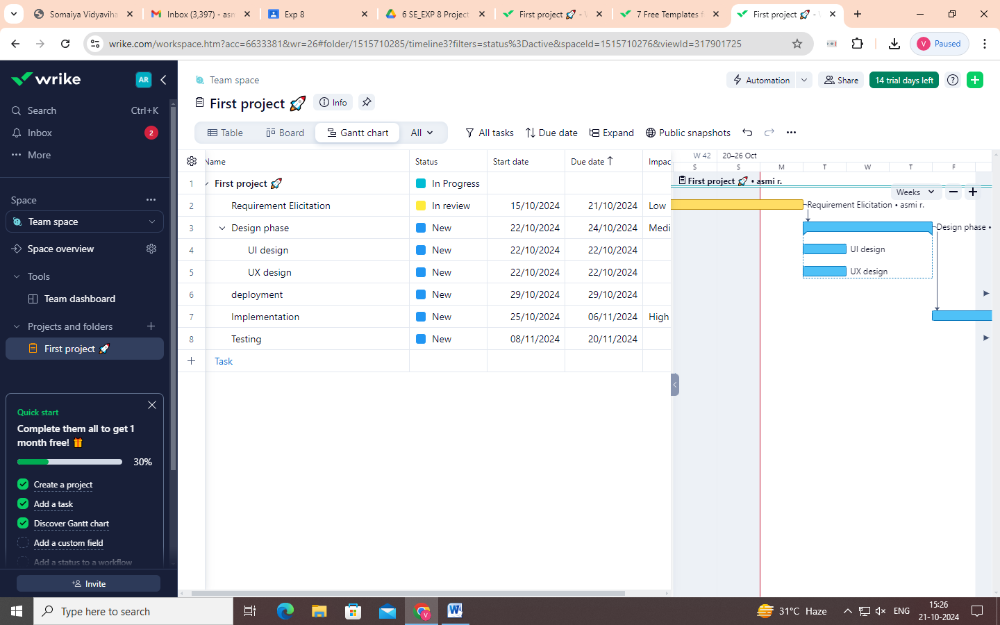 Somaiya Vidyaviha
Inbox (3,397) - asm
Exp 8
6 SE_EXP 8 Project
First project 🚀 - W
7 Free Templates f
First project 🚀 - W
wrike.com/workspace.htm?acc=6633381&wr=26#folder/1515710285/timeline3?filters=status%3Dactive&spaceId=1515710276&viewId=317901725
V Paused
wrike
AR
Search Ctrl+K
Inbox 2
More
Space
Team space
Space overview
Tools
Team dashboard
Projects and folders
First project 🚀
Quick start
Complete them all to get 1
month free! 🎁
30%
Create a project
Add a task
Discover Gantt chart
Add a custom field
Add a status to a workflow
Invite
Team space
Automation
Share
14 trial days left
First project 🚀
Info
Table Board Gantt chart All
All tasks Due date Expand Public snapshots
Name Status Start date Due date Impac
1 First project 🚀 In Progress
2 Requirement Elicitation In review 15/10/2024 21/10/2024 Low
3 Design phase New 22/10/2024 24/10/2024 Medi
4 UI design New 22/10/2024 22/10/2024
5 UX design New 22/10/2024 22/10/2024
6 deployment New 29/10/2024 29/10/2024
7 Implementation New 25/10/2024 06/11/2024 High
8 Testing New 08/11/2024 20/11/2024
Task
W 42 20–26 Oct
S S M T W T F
First project 🚀 • asmi r.
Weeks
Requirement Elicitation • asmi r.
Design phase •
UI design
UX design
Type here to search
31°C Haze
ENG
15:26
21-10-2024